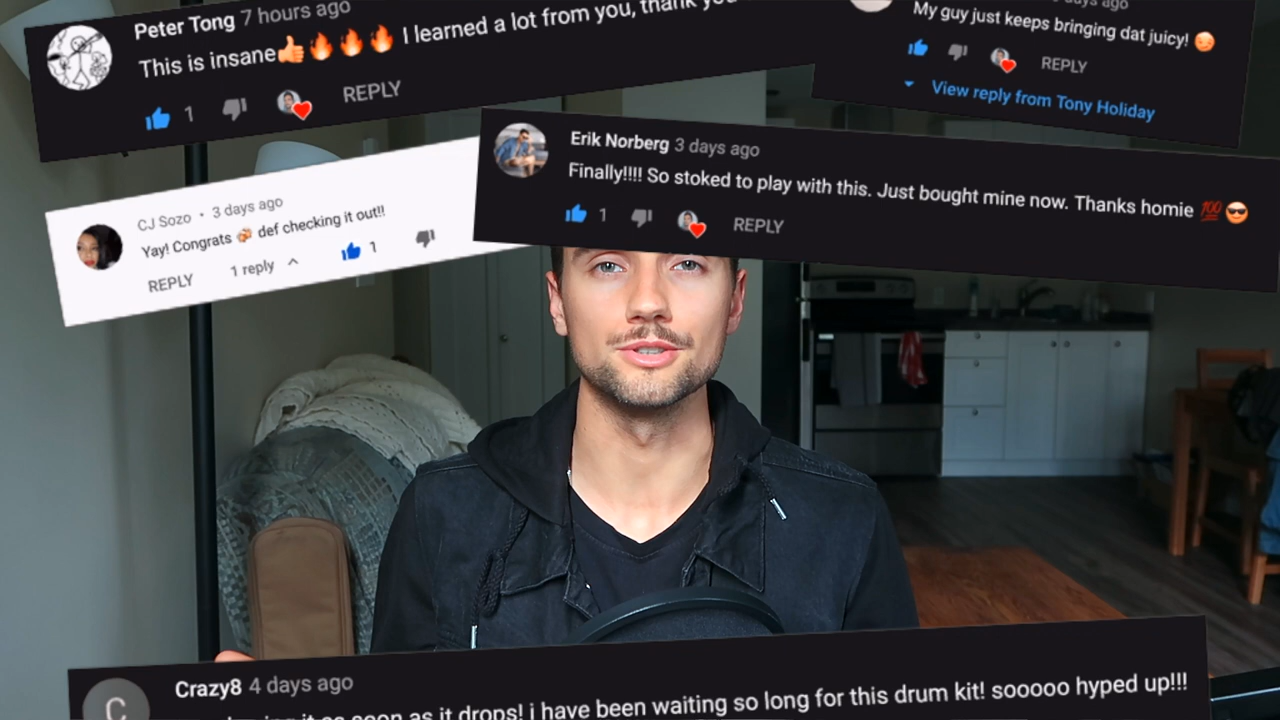 Peter Tong 7 hours ago
This is insane👍🔥🔥🔥 I learned a lot from you, thank
1
REPLY
My guy just keeps bringing dat juicy! 😏
REPLY
View reply from Tony Holiday
Erik Norberg 3 days ago
Finally!!!! So stoked to play with this. Just bought mine now. Thanks homie 💯😎
1
REPLY
CJ Sozo • 3 days ago
Yay! Congrats 🎊 def checking it out!!
REPLY 1 reply 1
C
Crazy8 4 days ago
it as soon as it drops! i have been waiting so long for this drum kit! sooooo hyped up!!!